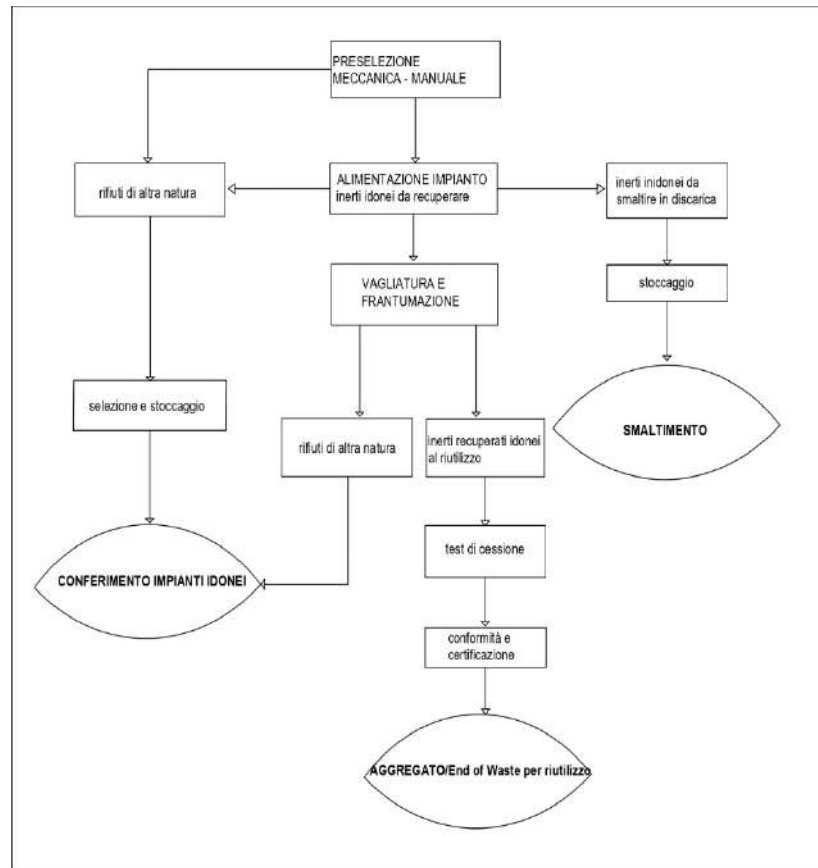 PRESELEZIONE
MECCANICA - MANUALE
rifiuti di altra natura
ALIMENTAZIONE IMPIANTO
inerti idonei da recuperare
inerti inidonei da
smaltire in discarica
VAGLIATURA E
FRANTUMAZIONE
stoccaggio
selezione e stoccaggio
rifiuti di altra natura
inerti recuperati idonei
al riutilizzo
SMALTIMENTO
test di cessione
CONFERIMENTO IMPIANTI IDONEI
conformità e
certificazione
AGGREGATO/End of Waste per riutilizzo